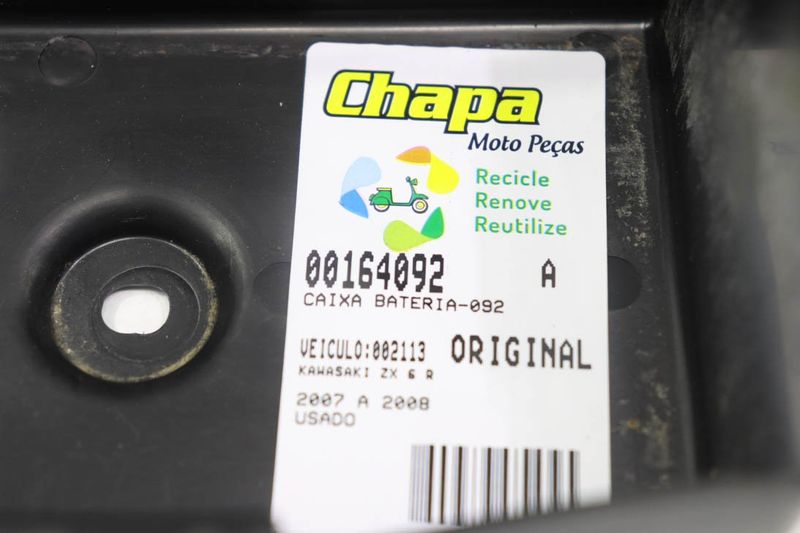 Chapa
Moto Peças
Recicle
Renove
Reutilize
00164092 A
CAIXA BATERIA-092
VEICULO:002113 ORIGINAL
KAWASAKI ZX 6 R
2007 A 2008
USADO